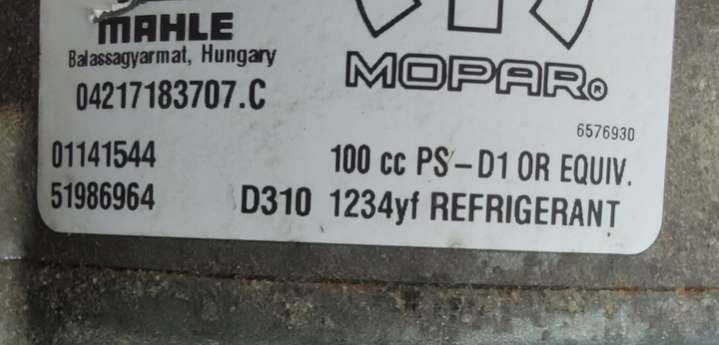 MAHLE
Balassagyarmat, Hungary
04217183707.C
MOPAR®
6576930
01141544
100 cc PS-D1 OR EQUIV.
51986964
D310 1234yf REFRIGERANT